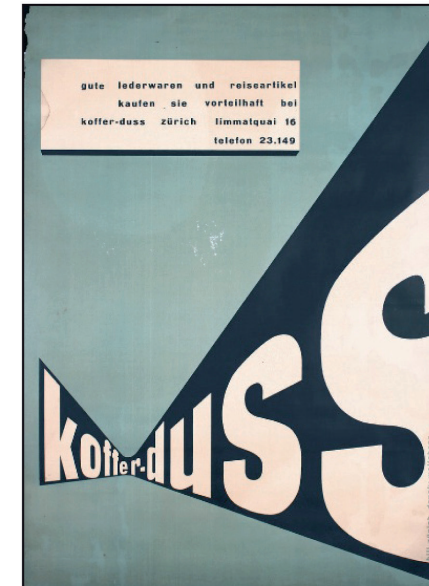 gute lederwaren und reiseartikel
kaufen sie vorteilhaft bei
koffer-duss zürich limmatquai 16
telefon 23.149
koffer-duss